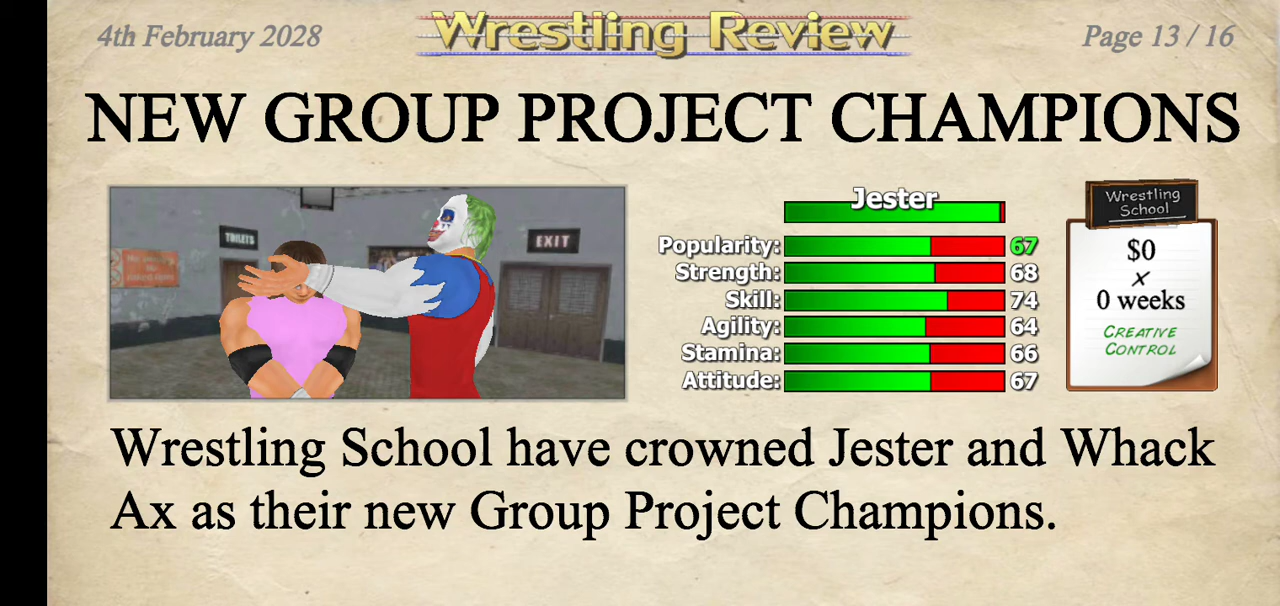 4th February 2028
Wrestling Review
Page 13 / 16
NEW GROUP PROJECT CHAMPIONS
TOILETS
EXIT
Jester
Popularity: 67
Strength: 68
Skill: 74
Agility: 64
Stamina: 66
Attitude: 67
Wrestling
School
$0
x
0 weeks
CREATIVE
CONTROL
Wrestling School have crowned Jester and Whack
Ax as their new Group Project Champions.